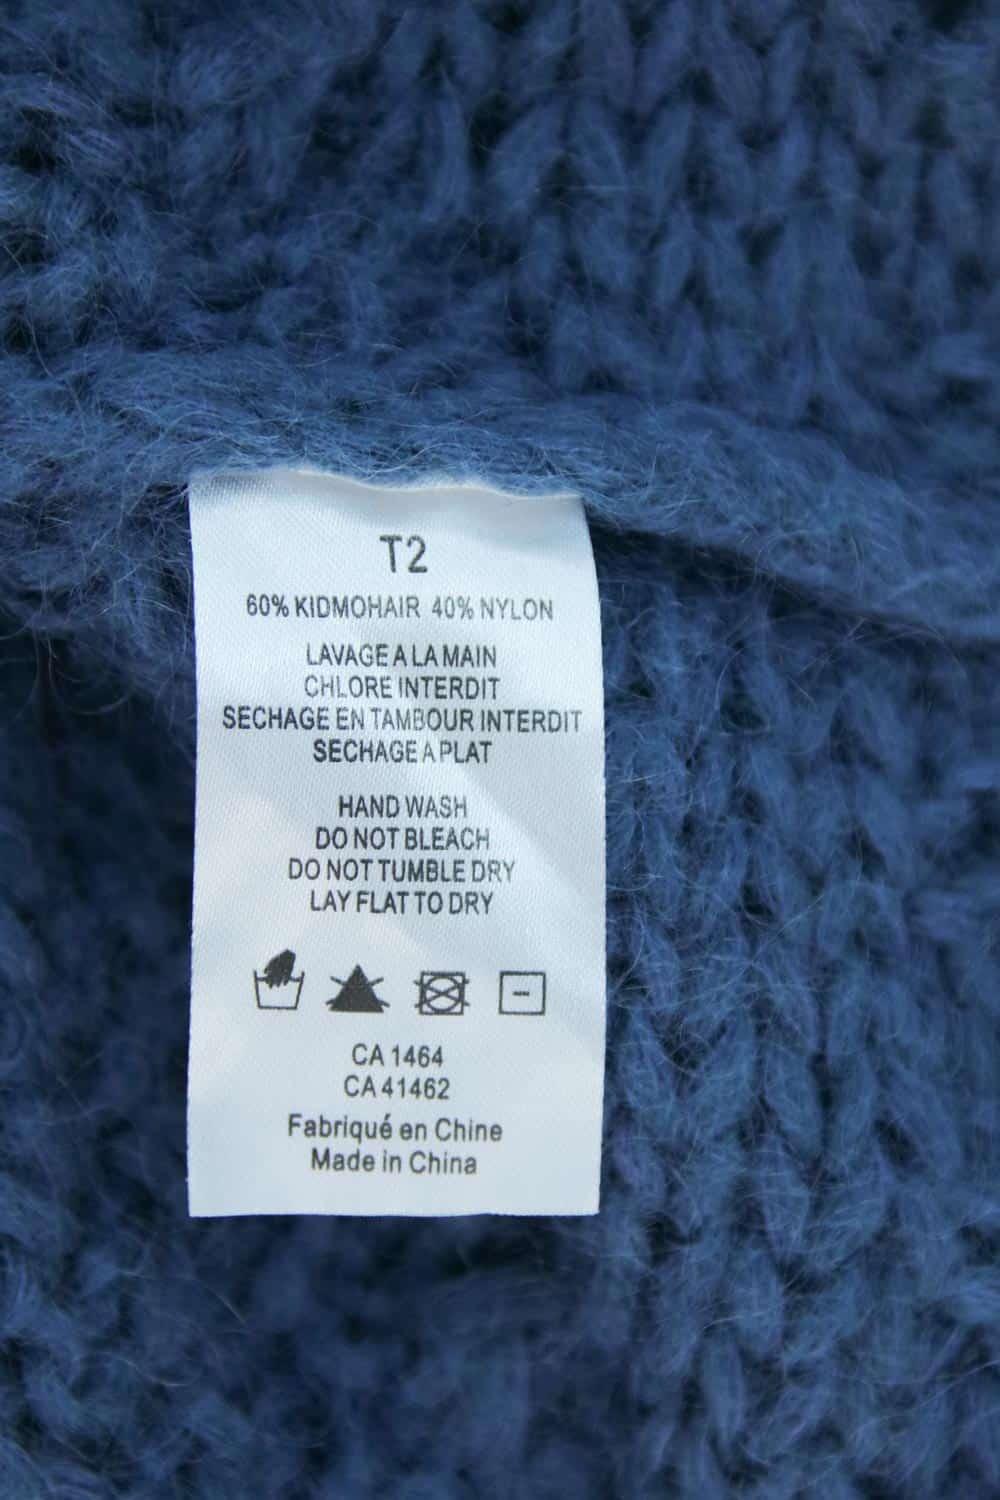 T2
60% KIDMOHAIR 40% NYLON
LAVAGE A LA MAIN
CHLORE INTERDIT
SECHAGE EN TAMBOUR INTERDIT
SECHAGE A PLAT
HAND WASH
DO NOT BLEACH
DO NOT TUMBLE DRY
LAY FLAT TO DRY
CA 1464
CA 41462
Fabriqué en Chine
Made in China